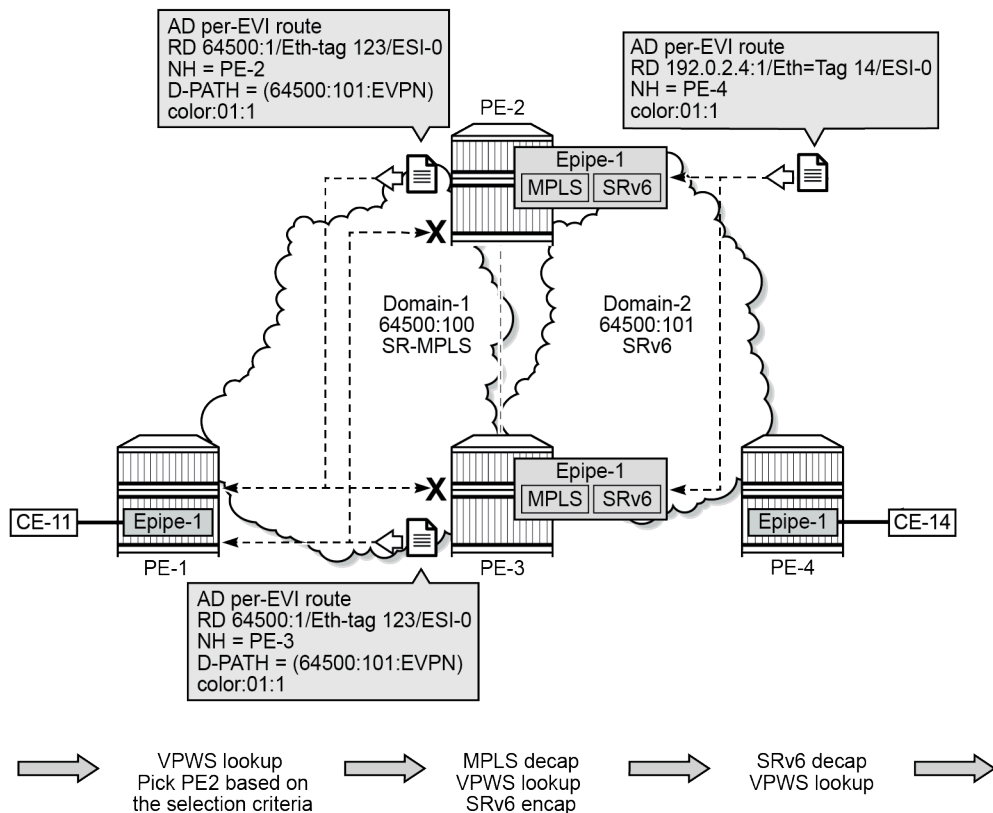 AD per-EVI route
RD 64500:1/Eth-tag 123/ESI-0
NH = PE-2
D-PATH = (64500:101:EVPN)
color:01:1
AD per-EVI route
RD 192.0.2.4:1/Eth=Tag 14/ESI-0
NH = PE-4
color:01:1
PE-2
Epipe-1
MPLS
SRv6
X
Domain-1
64500:100
SR-MPLS
Domain-2
64500:101
SRv6
CE-11
Epipe-1
PE-1
X
Epipe-1
MPLS
SRv6
PE-3
Epipe-1
PE-4
CE-14
AD per-EVI route
RD 64500:1/Eth-tag 123/ESI-0
NH = PE-3
D-PATH = (64500:101:EVPN)
color:01:1
VPWS lookup
Pick PE2 based on
the selection criteria
MPLS decap
VPWS lookup
SRv6 encap
SRv6 decap
VPWS lookup